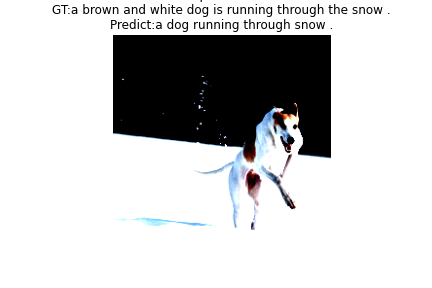 GT:a brown and white dog is running through the snow .
Predict:a dog running through snow .